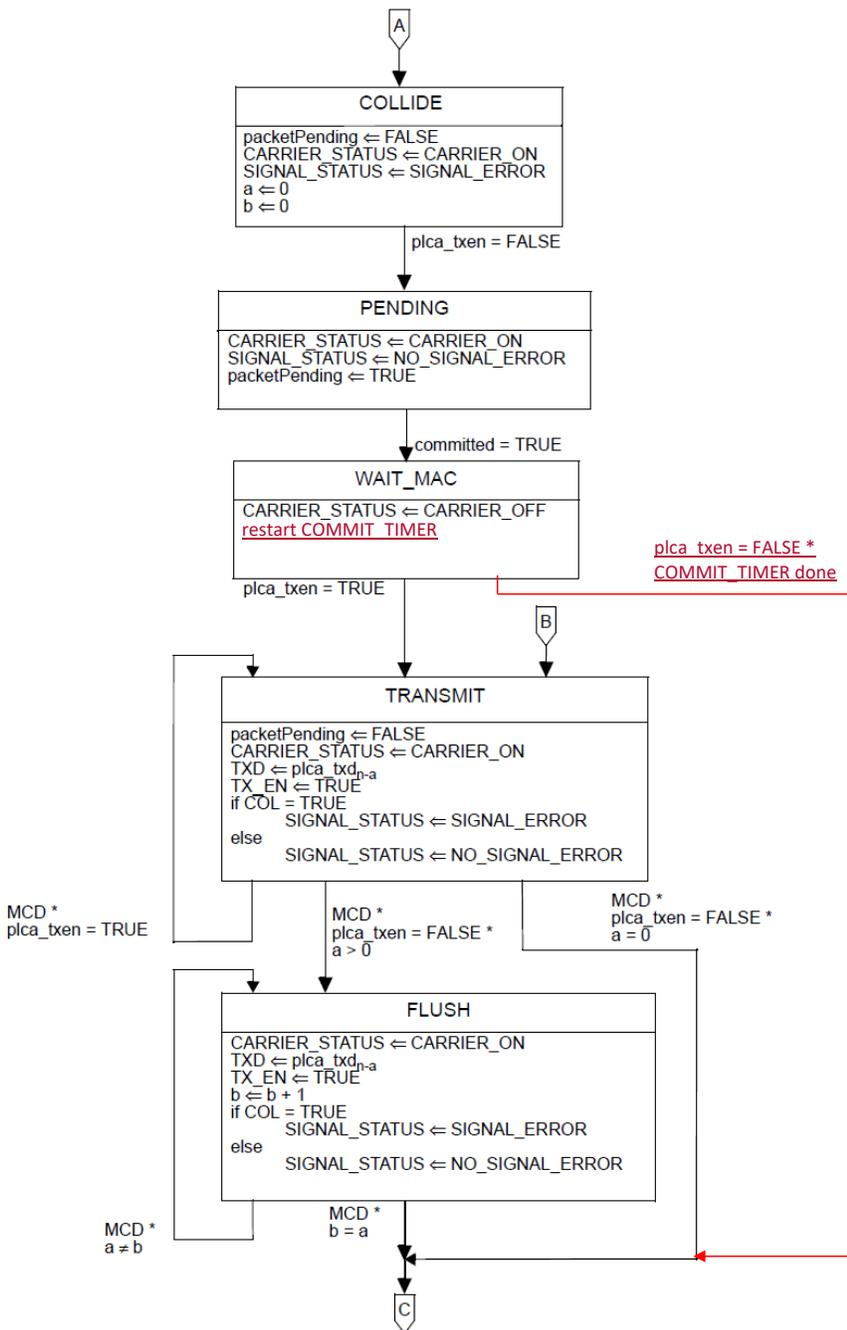 A
COLLIDE
packetPending ⇐ FALSE
CARRIER_STATUS ⇐ CARRIER_ON
SIGNAL_STATUS ⇐ SIGNAL_ERROR
a ⇐ 0
b ⇐ 0
plca_txen = FALSE
PENDING
CARRIER_STATUS ⇐ CARRIER_ON
SIGNAL_STATUS ⇐ NO_SIGNAL_ERROR
packetPending ⇐ TRUE
committed = TRUE
WAIT_MAC
CARRIER_STATUS ⇐ CARRIER_OFF
restart COMMIT_TIMER
plca_txen = FALSE *
COMMIT_TIMER done
plca_txen = TRUE
B
TRANSMIT
packetPending ⇐ FALSE
CARRIER_STATUS ⇐ CARRIER_ON
TXD ⇐ plca_txdn-a
TX_EN ⇐ TRUE
if COL = TRUE
SIGNAL_STATUS ⇐ SIGNAL_ERROR
else
SIGNAL_STATUS ⇐ NO_SIGNAL_ERROR
MCD *
plca_txen = TRUE
MCD *
plca_txen = FALSE *
a > 0
MCD *
plca_txen = FALSE *
a = 0
FLUSH
CARRIER_STATUS ⇐ CARRIER_ON
TXD ⇐ plca_txdn-a
TX_EN ⇐ TRUE
b ⇐ b + 1
if COL = TRUE
SIGNAL_STATUS ⇐ SIGNAL_ERROR
else
SIGNAL_STATUS ⇐ NO_SIGNAL_ERROR
MCD *
a ≠ b
MCD *
b = a
C